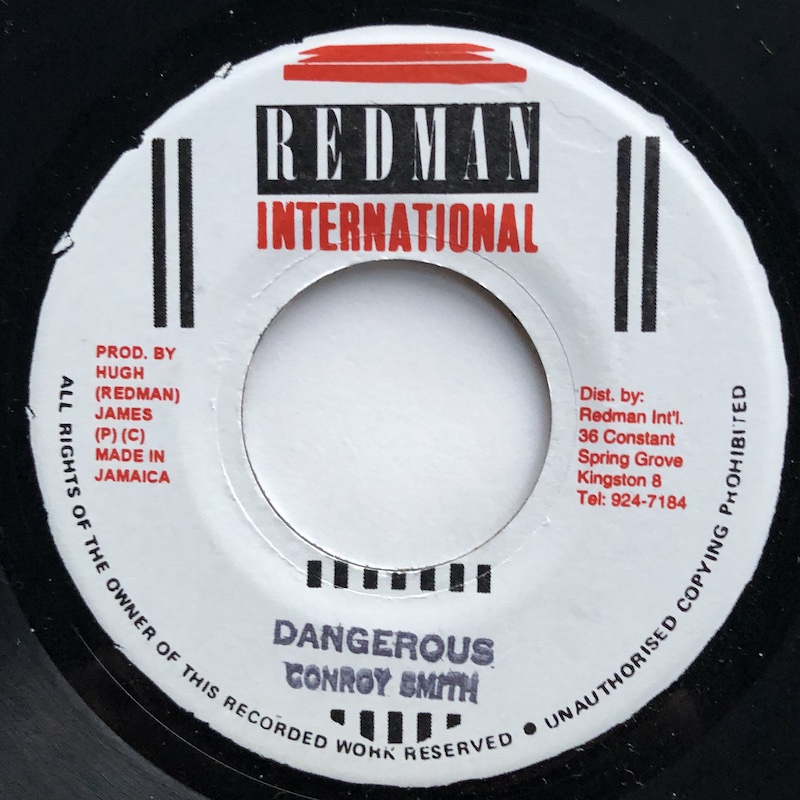 REDMAN
INTERNATIONAL
PROD. BY
HUGH
(REDMAN)
JAMES
(P) (C)
MADE IN
JAMAICA
Dist. by:
Redman Int'l.
36 Constant
Spring Grove
Kingston 8
Tel: 924-7184
DANGEROUS
CONROY SMITH
ALL RIGHTS OF THE OWNER OF THIS RECORDED WORK RESERVED ● UNAUTHORISED COPYING PROHIBITED